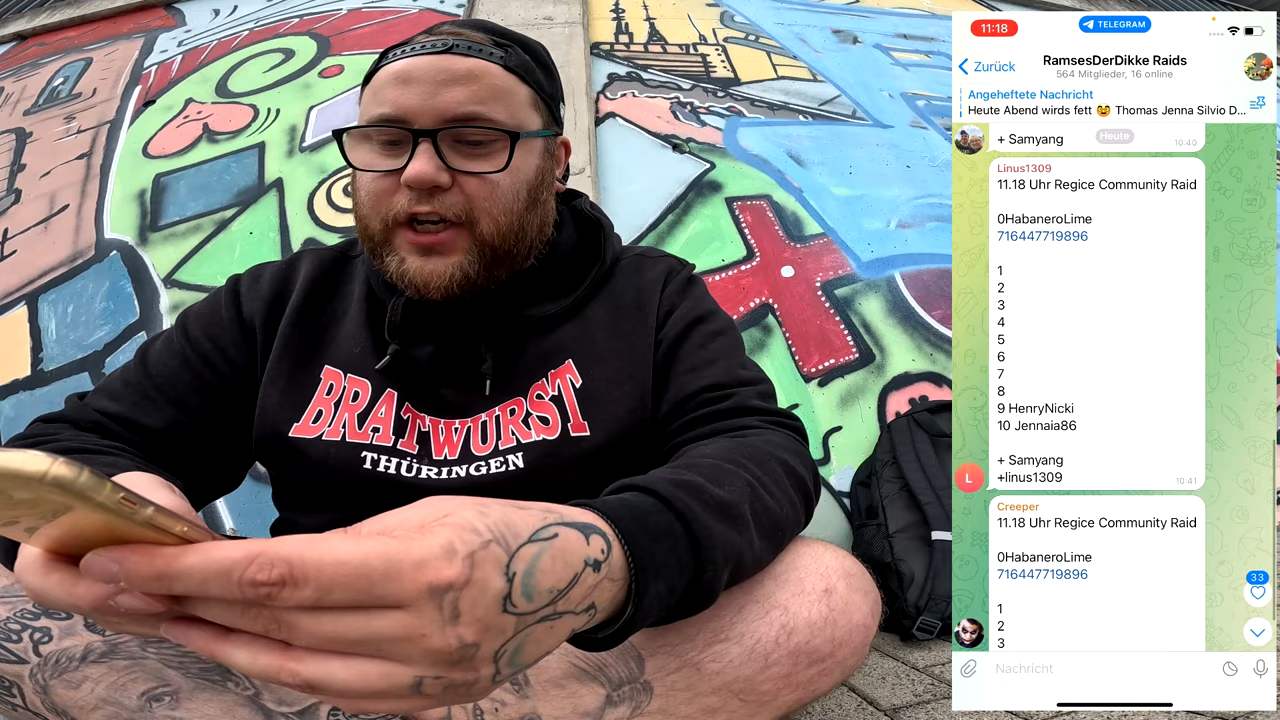 BRATWURST
THÜRINGEN
11:18
TELEGRAM
Zurück
RamsesDerDikke Raids
564 Mitglieder, 16 online
Angeheftete Nachricht
Heute Abend wirds fett 🤓 Thomas Jenna Silvio D...
+ Samyang
Heute
10:40
Linus1309
11.18 Uhr Regice Community Raid
0HabaneroLime
716447719896
1
2
3
4
5
6
7
8
9 HenryNicki
10 Jennaia86
+ Samyang
+linus1309
10:41
L
Creeper
11.18 Uhr Regice Community Raid
0HabaneroLime
716447719896
1
2
3
33
Nachricht